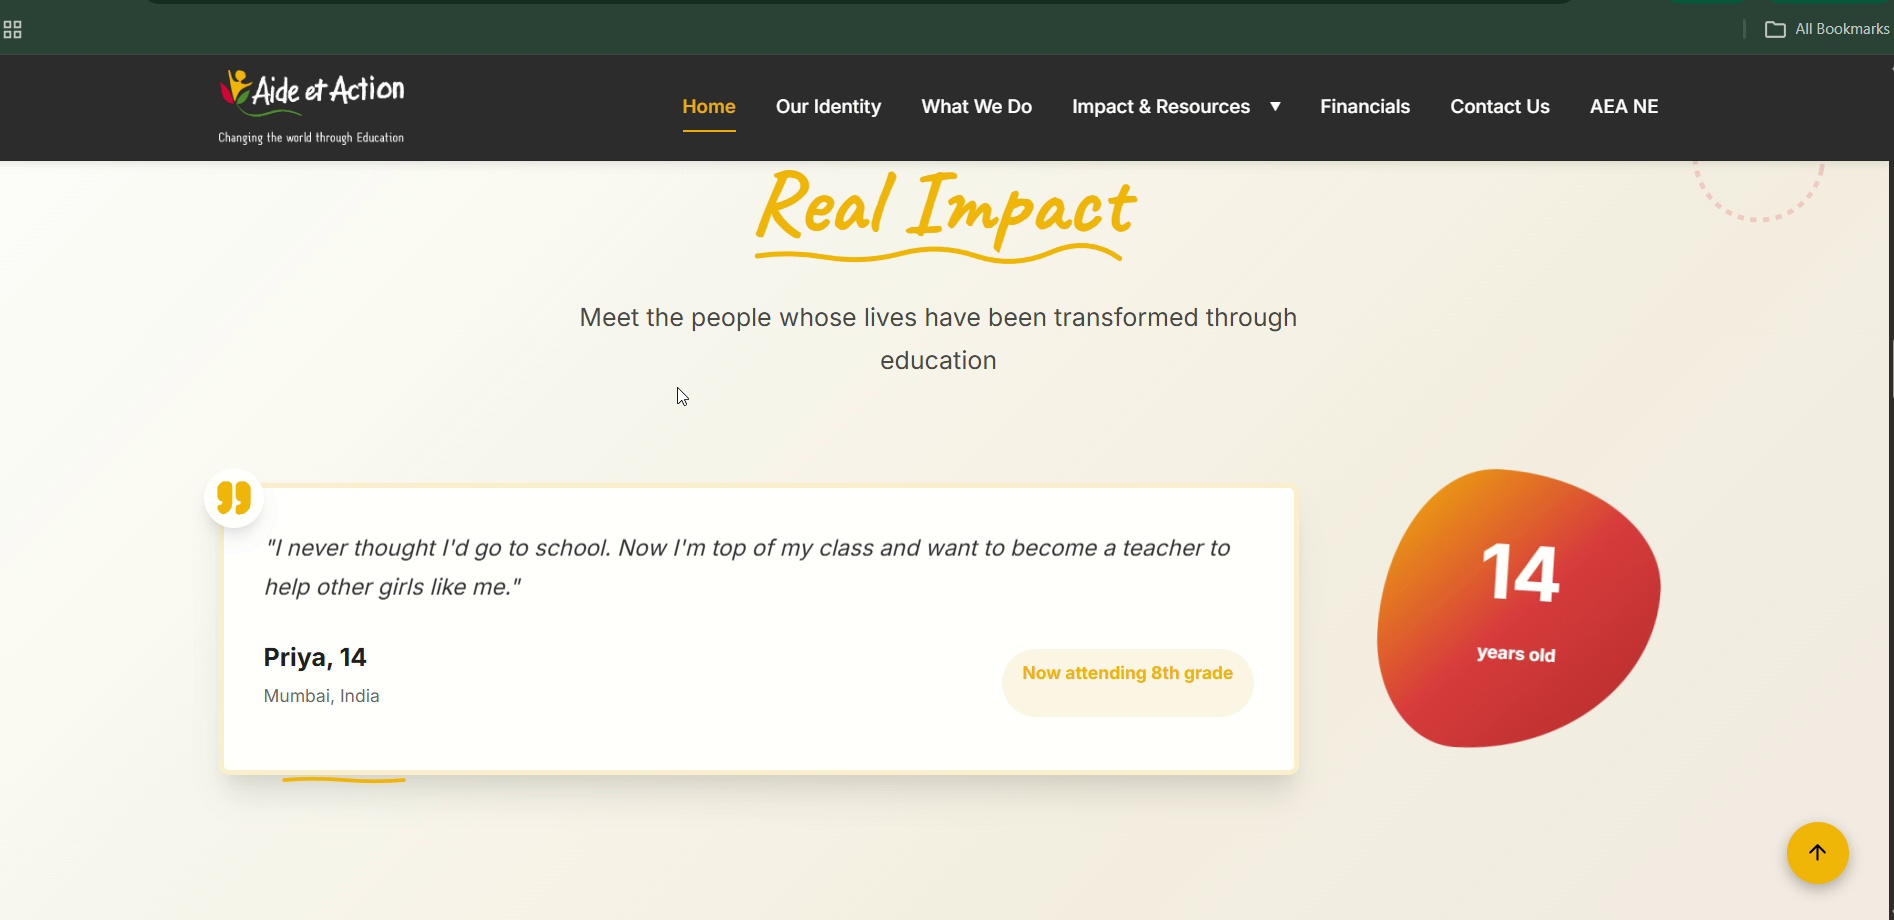 All Bookmarks
Aide et Action
Changing the world through Education
Home
Our Identity
What We Do
Impact & Resources ▼
Financials
Contact Us
AEA NE
Real Impact
Meet the people whose lives have been transformed through
education
"I never thought I'd go to school. Now I'm top of my class and want to become a teacher to
help other girls like me."
Priya, 14
Mumbai, India
Now attending 8th grade
14
years old